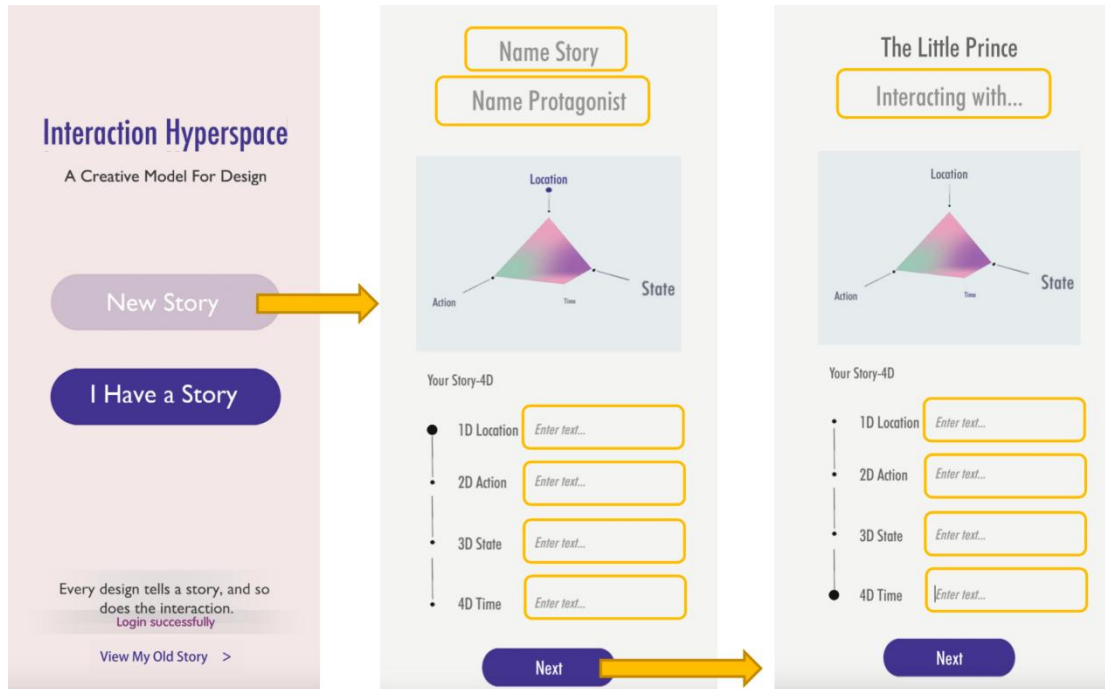 Interaction Hyperspace
A Creative Model For Design
New Story
I Have a Story
Every design tells a story, and so
does the interaction.
Login successfully
View My Old Story >
Name Story
Name Protagonist
Location
Action
Time
State
Your Story-4D
1D Location
Enter text...
2D Action
Enter text...
3D State
Enter text...
4D Time
Enter text...
Next
The Little Prince
Interacting with...
Location
Action
Time
State
Your Story-4D
1D Location
Enter text...
2D Action
Enter text...
3D State
Enter text...
4D Time
Enter text...
Next